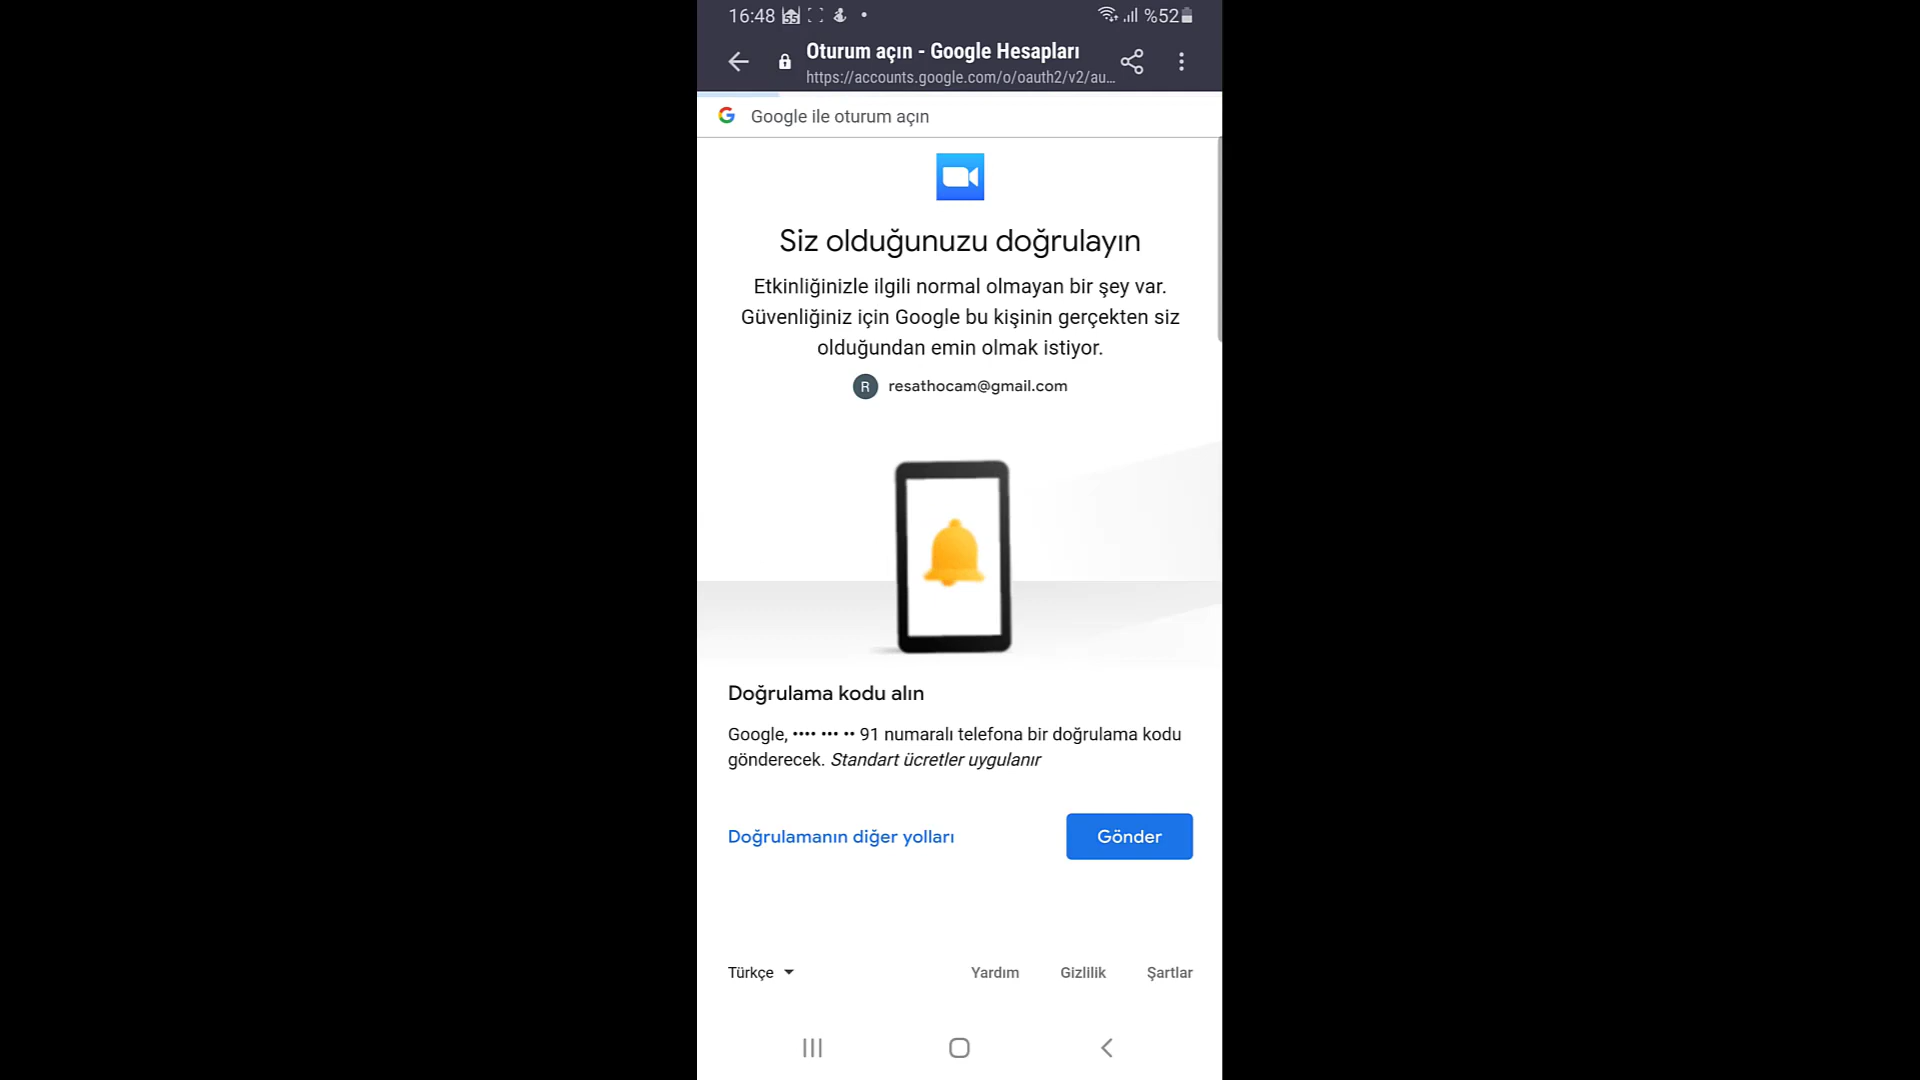 16:48
%52
Oturum açın - Google Hesapları
https://accounts.google.com/o/oauth2/v2/au...
Google ile oturum açın
Siz olduğunuzu doğrulayın
Etkinliğinizle ilgili normal olmayan bir şey var.
Güvenliğiniz için Google bu kişinin gerçekten siz
olduğundan emin olmak istiyor.
R resathocam@gmail.com
Doğrulama kodu alın
Google, •••• ••• •• 91 numaralı telefona bir doğrulama kodu
gönderecek. Standart ücretler uygulanır
Doğrulamanın diğer yolları
Gönder
Türkçe
Yardım
Gizlilik
Şartlar